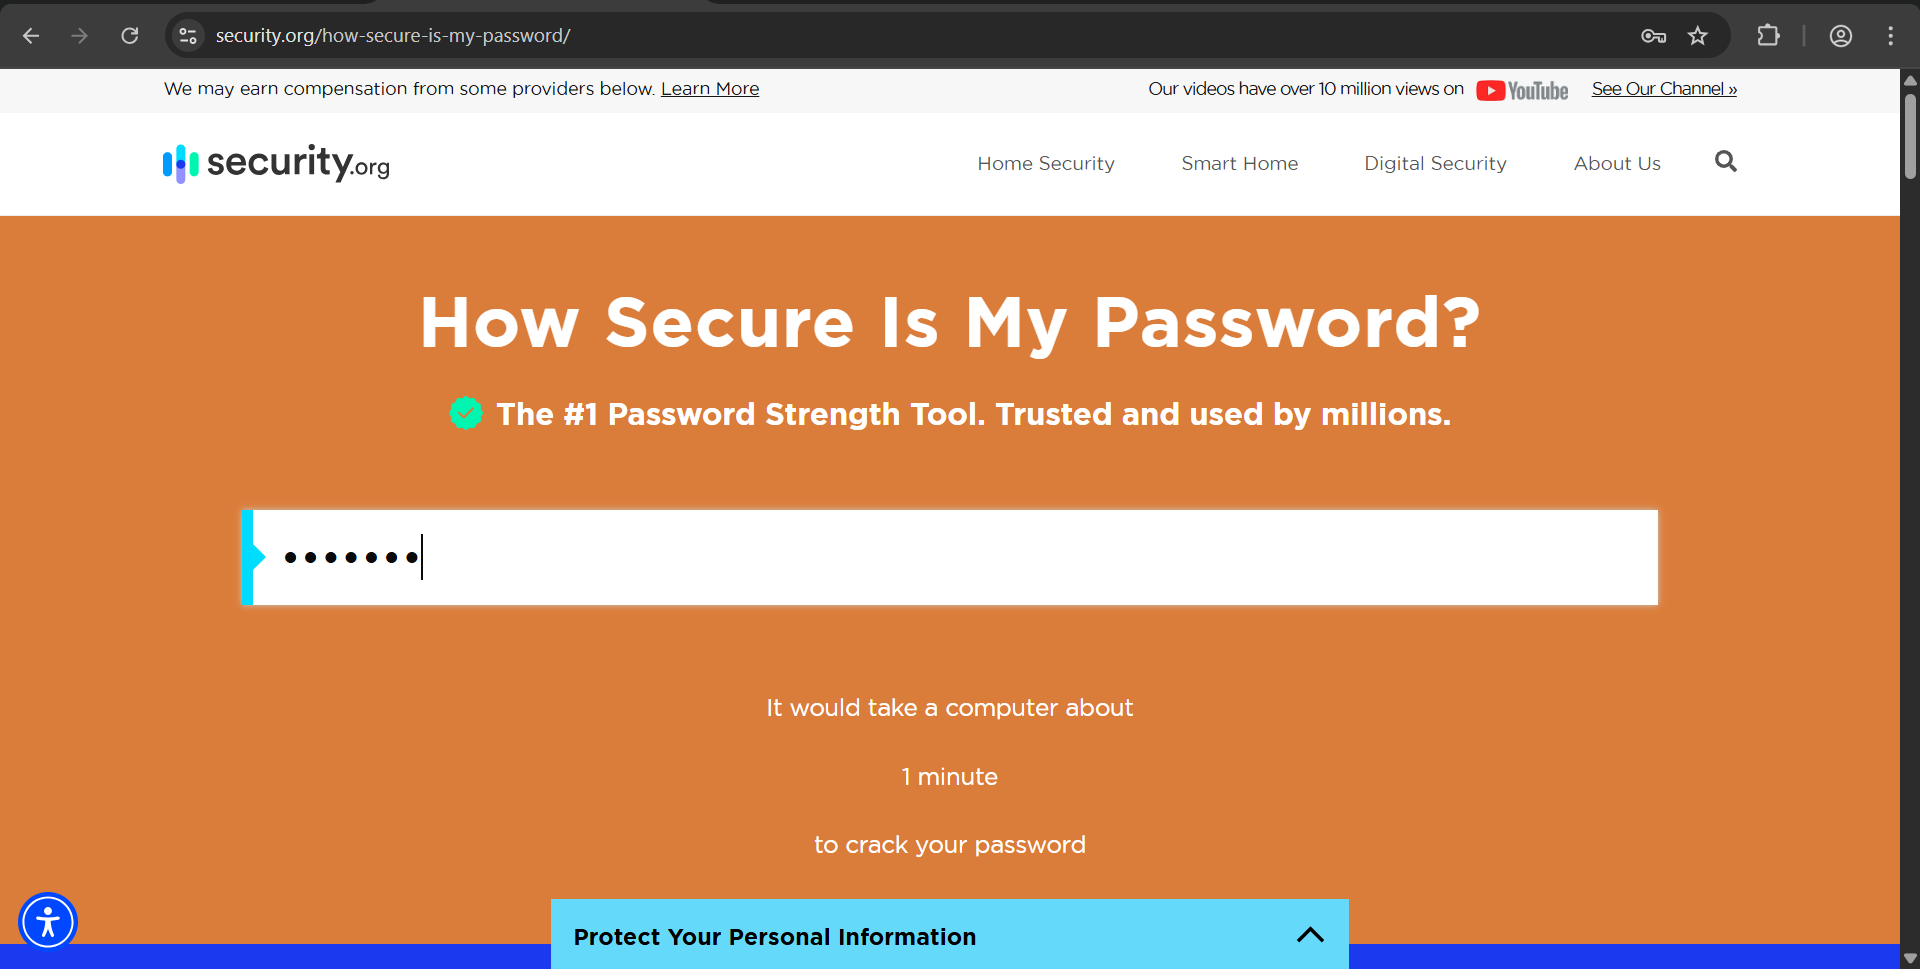 security.org/how-secure-is-my-password/
We may earn compensation from some providers below. Learn More
Our videos have over 10 million views on YouTube See Our Channel »
security.org
Home Security Smart Home Digital Security About Us
How Secure Is My Password?
The #1 Password Strength Tool. Trusted and used by millions.
•••••••
It would take a computer about
1 minute
to crack your password
Protect Your Personal Information